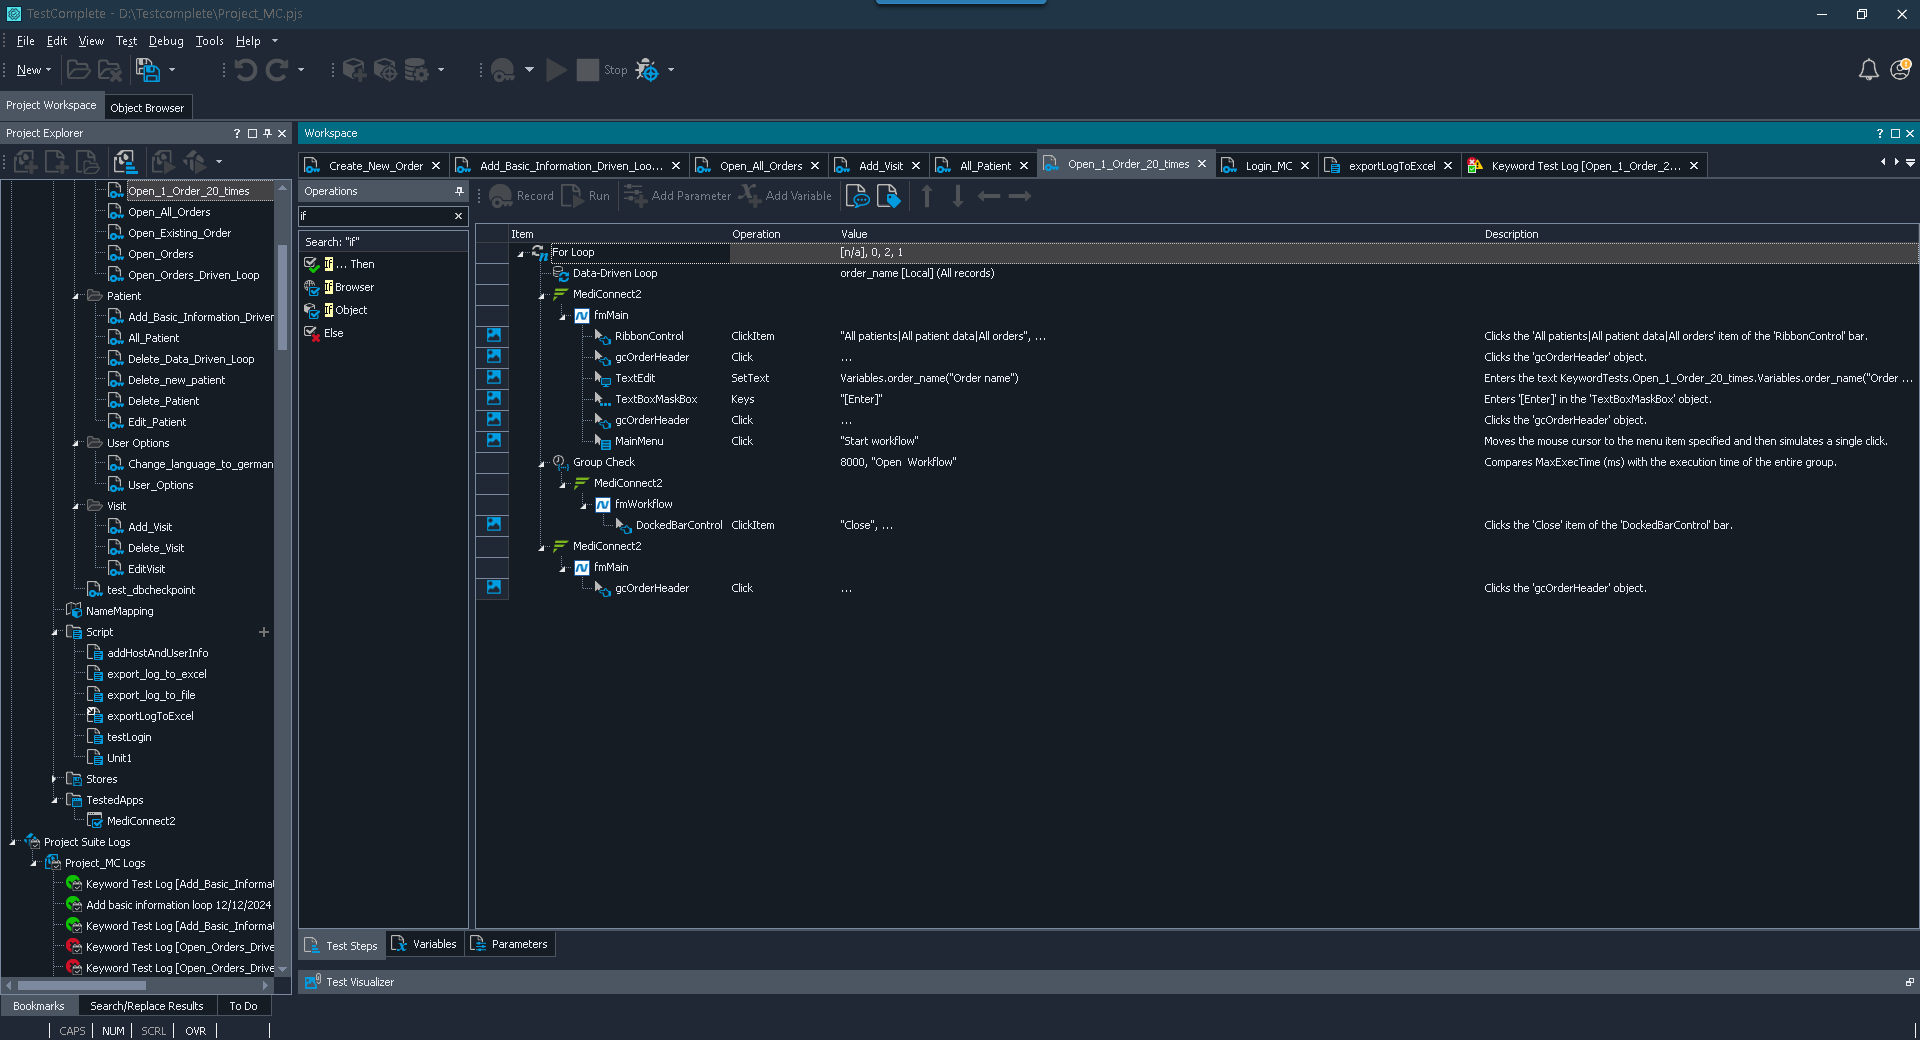 TestComplete - D:\Testcomplete\Project_MC.pjs
File Edit View Test Debug Tools Help
New Stop
Project Workspace Object Browser
Project Explorer
Open_1_Order_20_times
Open_All_Orders
Open_Existing_Order
Open_Orders
Open_Orders_Driven_Loop
Patient
Add_Basic_Information_Driver
All_Patient
Delete_Data_Driven_Loop
Delete_new_patient
Delete_Patient
Edit_Patient
User Options
Change_language_to_german
User_Options
Visit
Add_Visit
Delete_Visit
EditVisit
test_dbcheckpoint
NameMapping
Script
addHostAndUserInfo
export_log_to_excel
export_log_to_file
exportLogToExcel
testLogin
Unit1
Stores
TestedApps
MediConnect2
Project Suite Logs
Project_MC Logs
Keyword Test Log [Add_Basic_Informat
Add basic information loop 12/12/2024
Keyword Test Log [Add_Basic_Informat
Keyword Test Log [Open_Orders_Drive
Keyword Test Log [Open_Orders_Drive
Bookmarks Search/Replace Results To Do
CAPS NUM SCRL OVR
Workspace
Create_New_Order Add_Basic_Information_Driven_Loo... Open_All_Orders Add_Visit All_Patient Open_1_Order_20_times Login_MC exportLogToExcel Keyword Test Log [Open_1_Order_2...
Operations
if
Search: "if"
If ... Then
If Browser
If Object
Else
Record Run Add Parameter Add Variable
Item Operation Value Description
For Loop [n/a], 0, 2, 1
Data-Driven Loop order_name [Local] (All records)
MediConnect2
fmMain
RibbonControl ClickItem "All patients|All patient data|All orders", ... Clicks the 'All patients|All patient data|All orders' item of the 'RibbonControl' bar.
gcOrderHeader Click ... Clicks the 'gcOrderHeader' object.
TextEdit SetText Variables.order_name("Order name") Enters the text KeywordTests.Open_1_Order_20_times.Variables.order_name("Order ...
TextBoxMaskBox Keys "[Enter]" Enters '[Enter]' in the 'TextBoxMaskBox' object.
gcOrderHeader Click ... Clicks the 'gcOrderHeader' object.
MainMenu Click "Start workflow" Moves the mouse cursor to the menu item specified and then simulates a single click.
Group Check 8000, "Open  Workflow" Compares MaxExecTime (ms) with the execution time of the entire group.
MediConnect2
fmWorkflow
DockedBarControl ClickItem "Close", ... Clicks the 'Close' item of the 'DockedBarControl' bar.
MediConnect2
fmMain
gcOrderHeader Click ... Clicks the 'gcOrderHeader' object.
Test Steps Variables Parameters
Test Visualizer